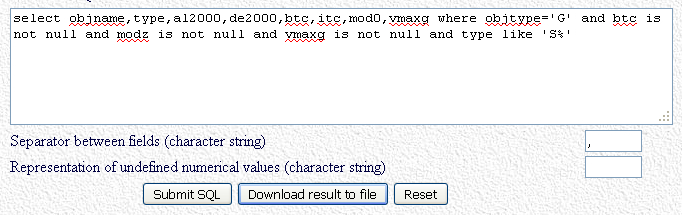 select objname,type,al2000,de2000,btc,itc,mod0,vmaxg where objtype='G' and btc is
not null and modz is not null and vmaxg is not null and type like 'S%'
Separator between fields (character string)
,
Representation of undefined numerical values (character string)
Submit SQL Download result to file Reset